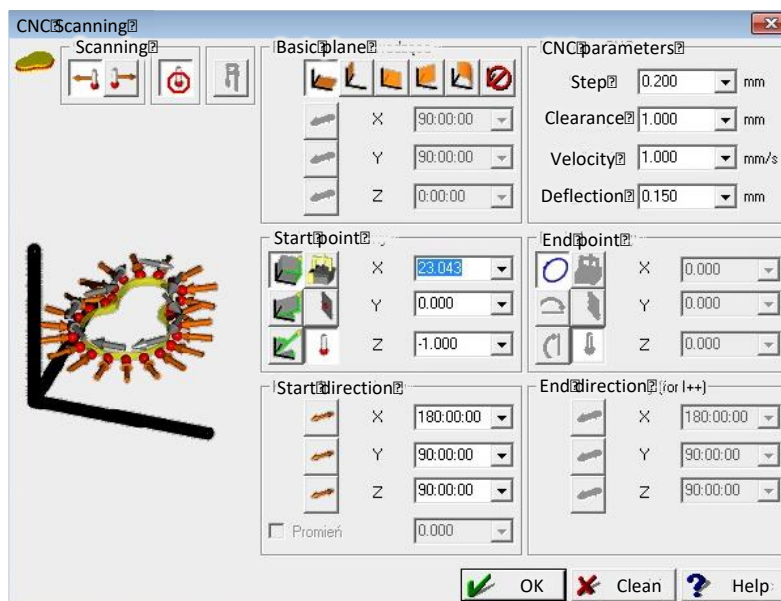 CNC Scanning
Scanning
Basic plane
X 90:00:00
Y 90:00:00
Z 0:00:00
CNC parameters
Step 0.200 mm
Clearance 1.000 mm
Velocity 1.000 mm/s
Deflection 0.150 mm
Start point
X 23.043
Y 0.000
Z -1.000
End point
X 0.000
Y 0.000
Z 0.000
Start direction
X 180:00:00
Y 90:00:00
Z 90:00:00
Promień 0.000
End direction (for I++)
X 180:00:00
Y 90:00:00
Z 90:00:00
OK
Clean
Help